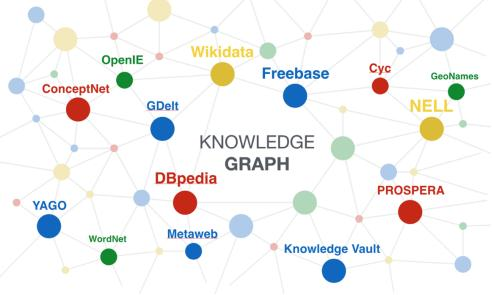 OpenIE
Wikidata
Freebase
Cyc
GeoNames
ConceptNet
GDelt
NELL
KNOWLEDGE
GRAPH
DBpedia
PROSPERA
YAGO
WordNet
Metaweb
Knowledge Vault